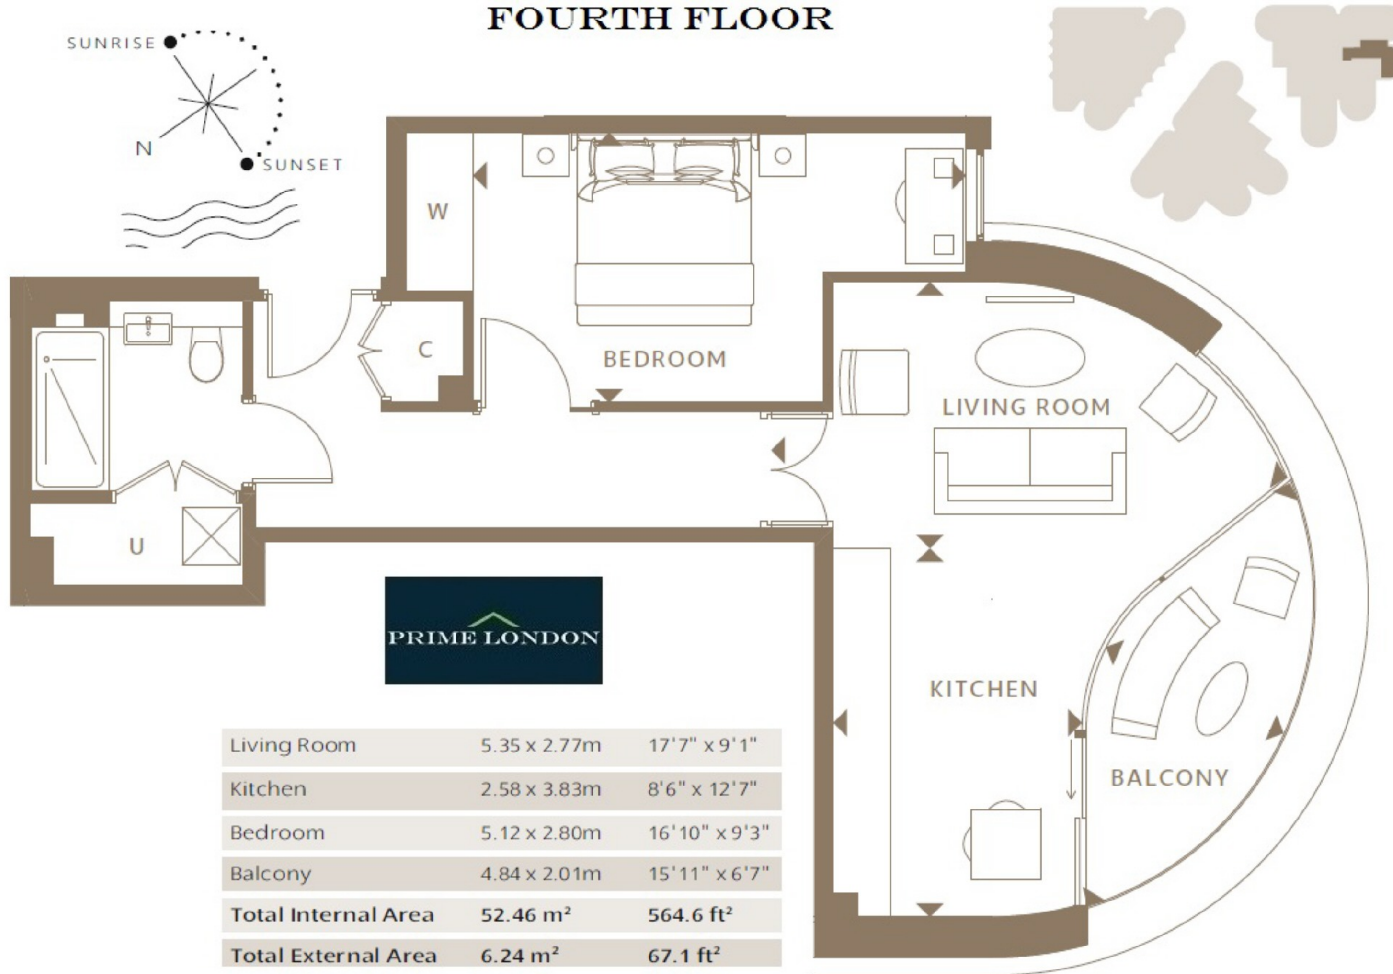 FOURTH FLOOR
SUNRISE
N
SUNSET
W
C
BEDROOM
LIVING ROOM
U
PRIME LONDON
KITCHEN
BALCONY
Living Room 5.35 x 2.77m 17'7" x 9'1"
Kitchen 2.58 x 3.83m 8'6" x 12'7"
Bedroom 5.12 x 2.80m 16'10" x 9'3"
Balcony 4.84 x 2.01m 15'11" x 6'7"
Total Internal Area 52.46 m² 564.6 ft²
Total External Area 6.24 m² 67.1 ft²